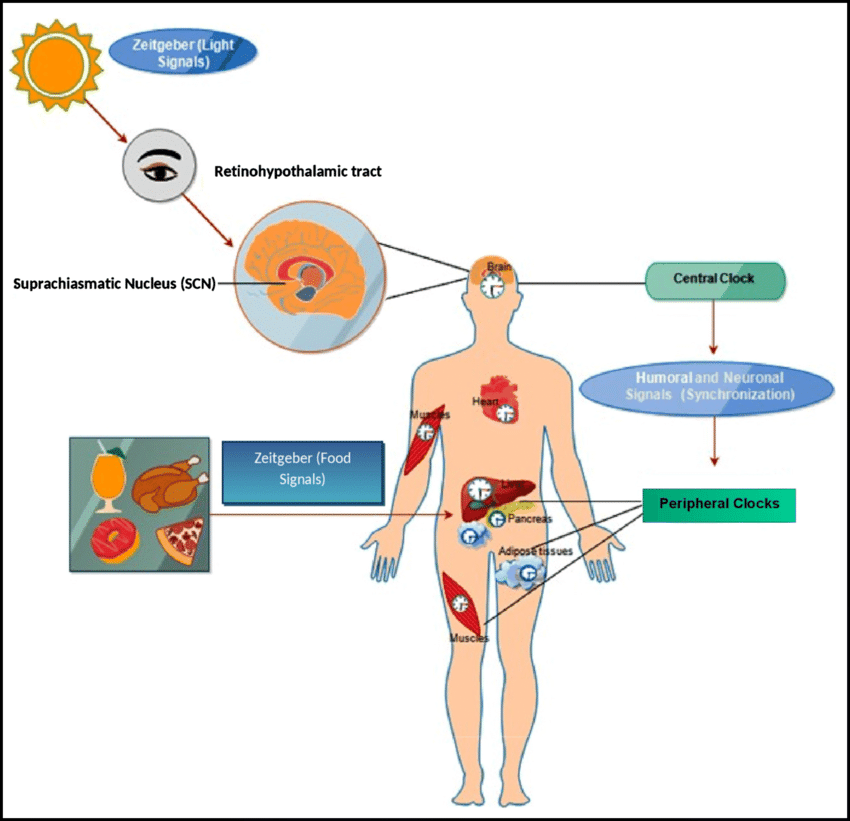 Zeitgeber (Light
Signals)
Retinohypothalamic tract
Suprachiasmatic Nucleus (SCN)
Brain
Central Clock
Humoral and Neuronal
Signals (Synchronization)
Heart
Muscles
Zeitgeber (Food
Signals)
Liver
Peripheral Clocks
Pancreas
Adipose tissues
Muscles